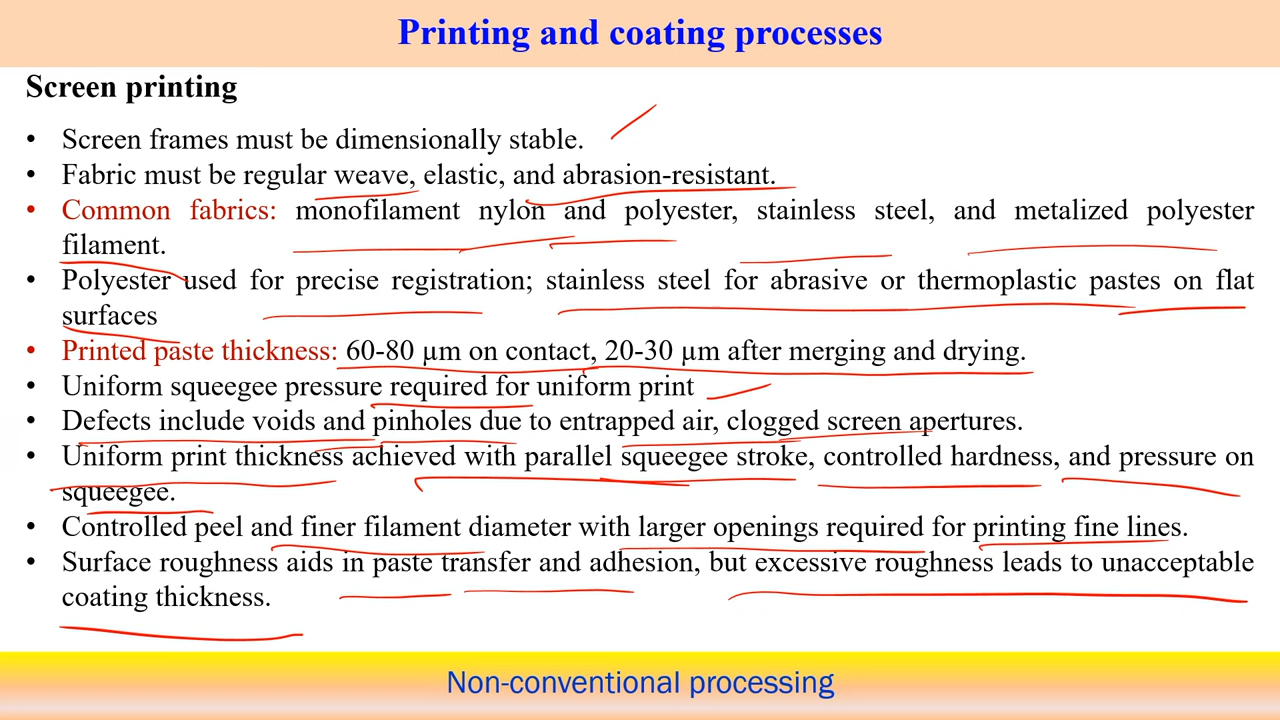 Printing and coating processes
Screen printing
• Screen frames must be dimensionally stable.
• Fabric must be regular weave, elastic, and abrasion-resistant.
• Common fabrics: monofilament nylon and polyester, stainless steel, and metalized polyester
filament.
• Polyester used for precise registration; stainless steel for abrasive or thermoplastic pastes on flat
surfaces
• Printed paste thickness: 60-80 µm on contact, 20-30 µm after merging and drying.
• Uniform squeegee pressure required for uniform print
• Defects include voids and pinholes due to entrapped air, clogged screen apertures.
• Uniform print thickness achieved with parallel squeegee stroke, controlled hardness, and pressure on
squeegee.
• Controlled peel and finer filament diameter with larger openings required for printing fine lines.
• Surface roughness aids in paste transfer and adhesion, but excessive roughness leads to unacceptable
coating thickness.
Non-conventional processing